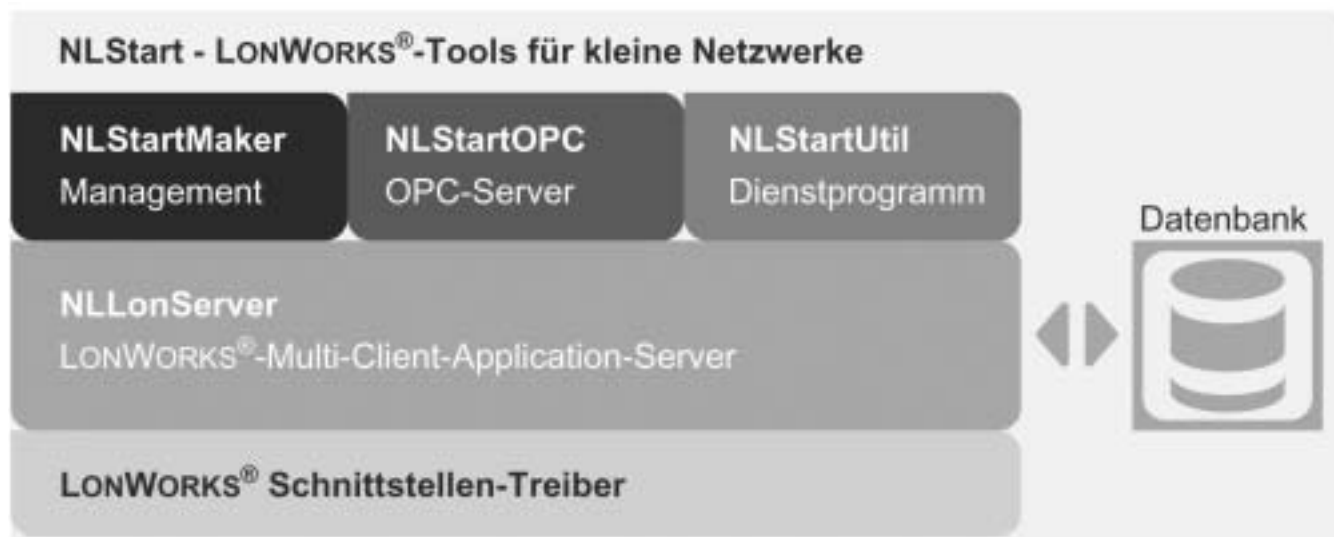 NLStart - LONWORKS®-Tools für kleine Netzwerke
NLStartMaker
Management
NLStartOPC
OPC-Server
NLStartUtil
Dienstprogramm
Datenbank
NLLonServer
LONWORKS®-Multi-Client-Application-Server
LONWORKS® Schnittstellen-Treiber